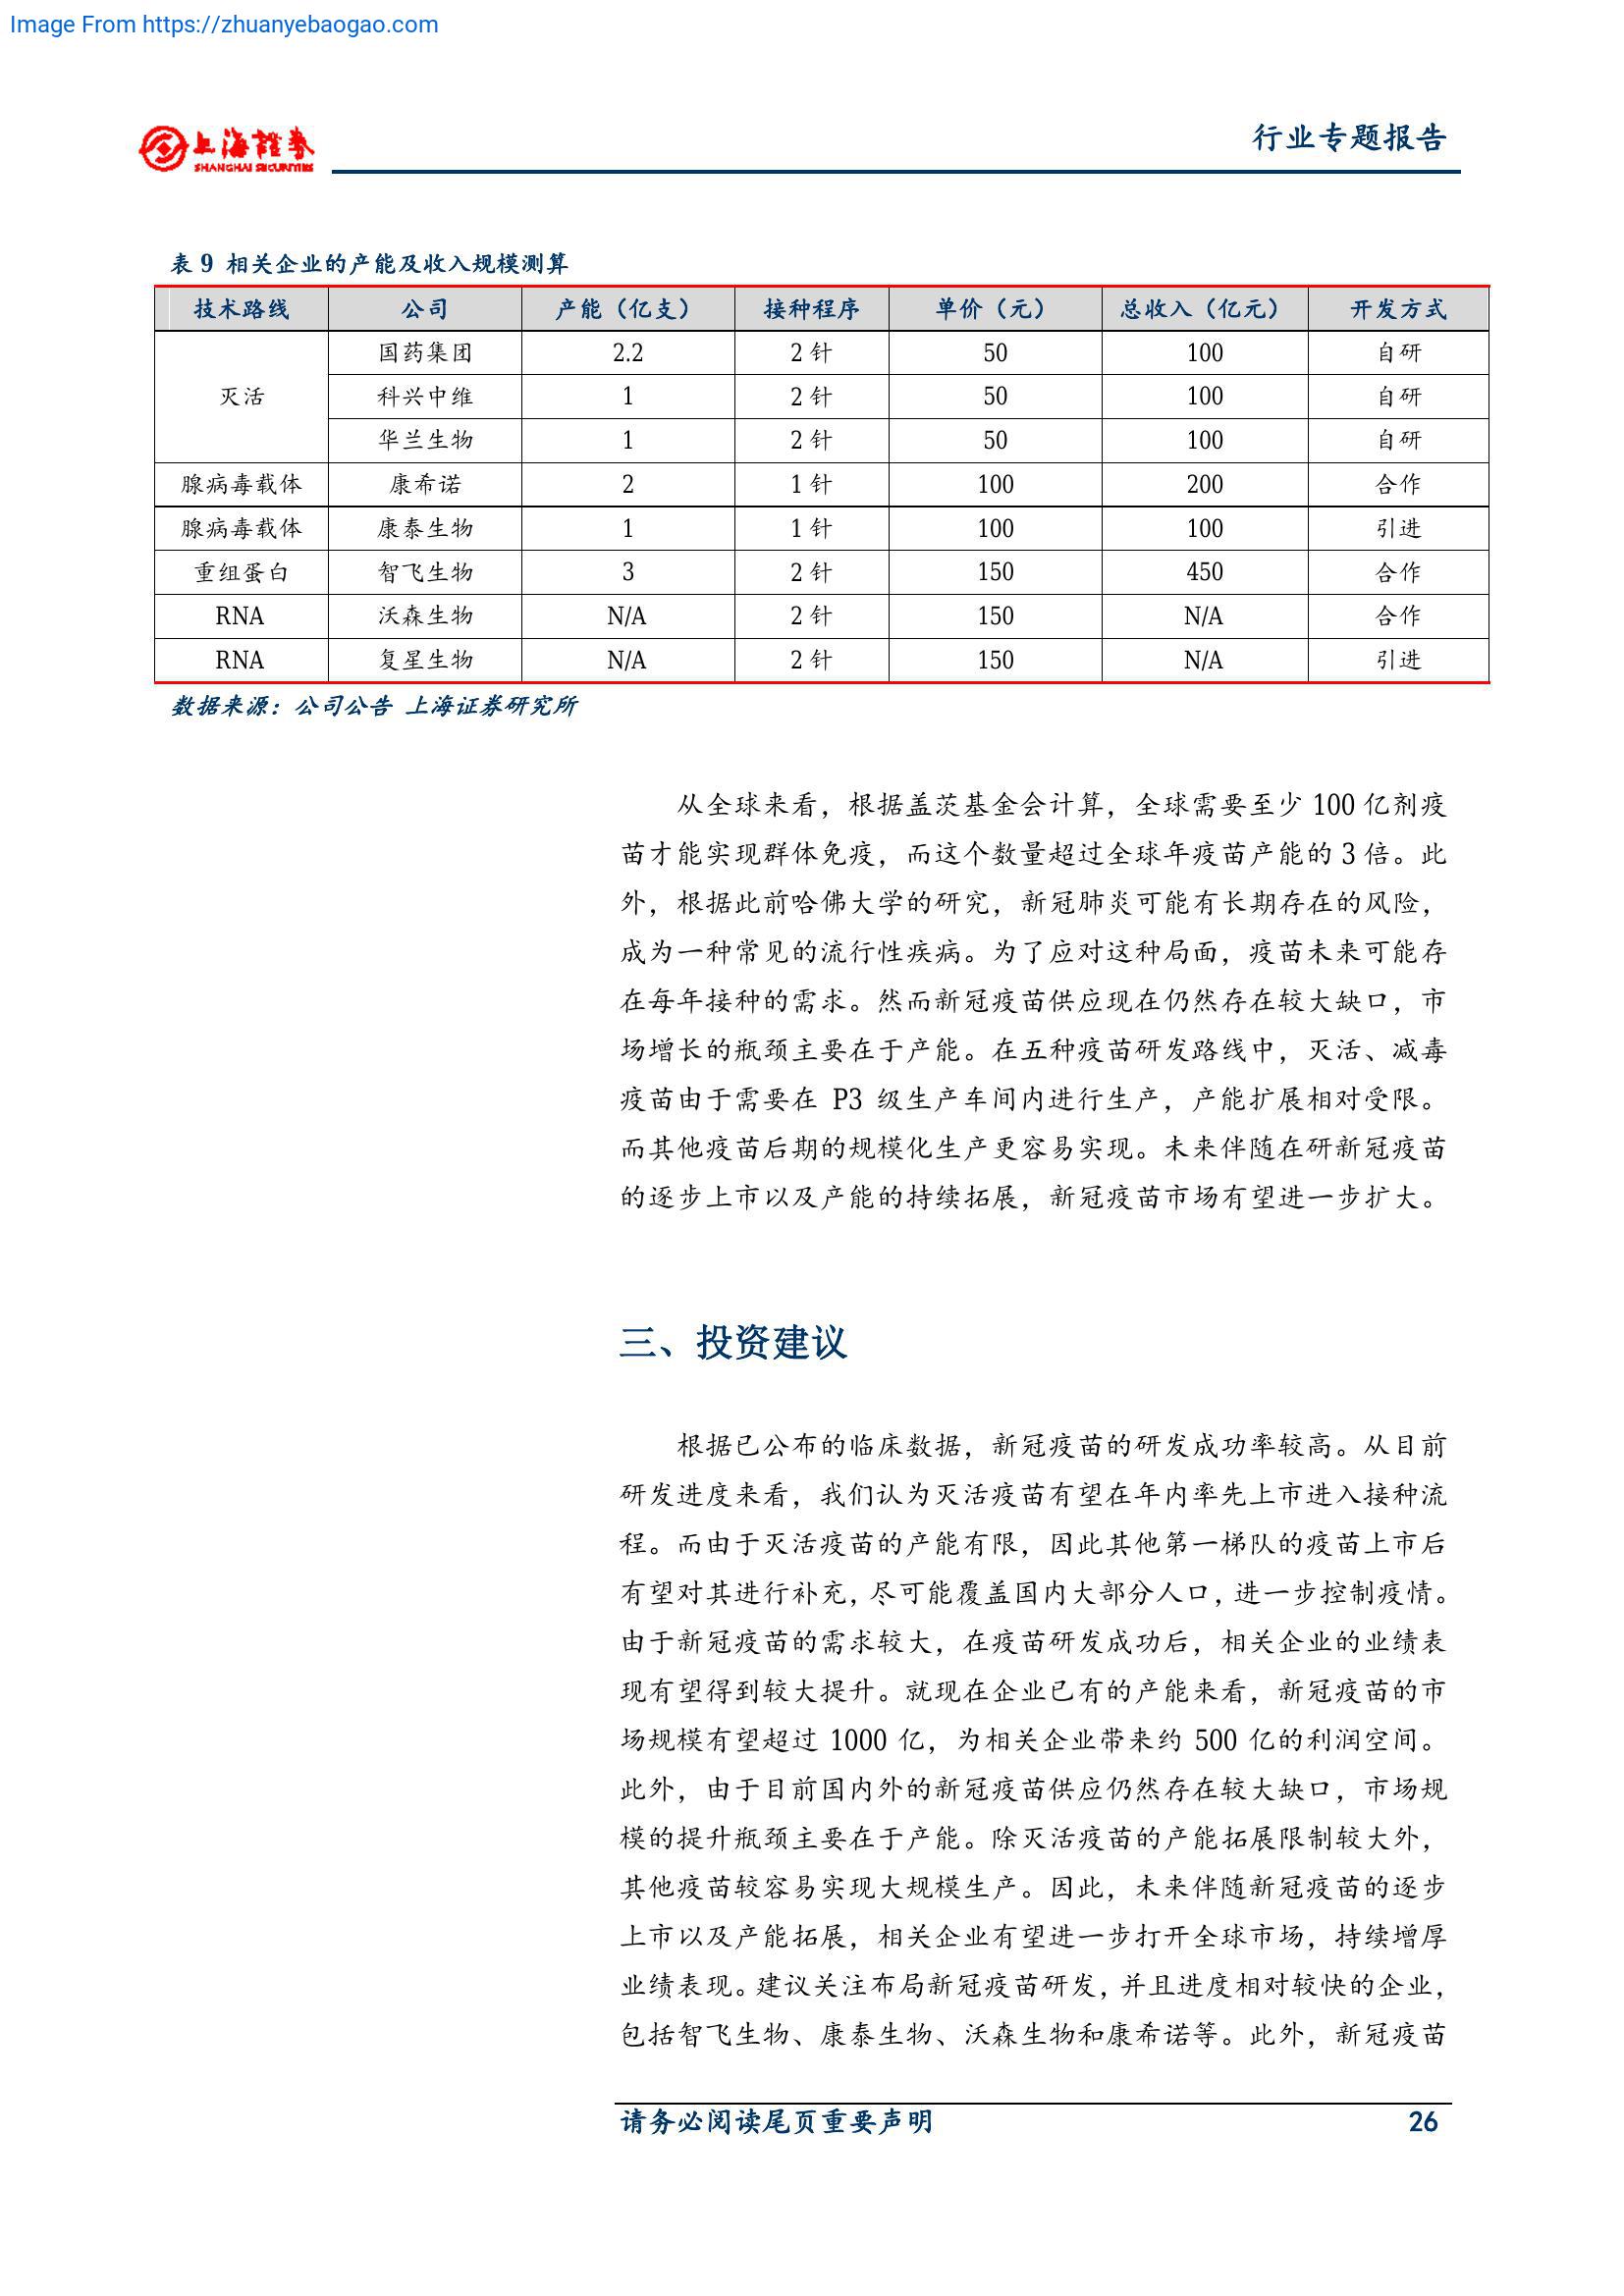 Image From https://zhuanyebaogao.com
上海證券
SHANGHAI SECURITIES
行业专题报告
表 9 相关企业的产能及收入规模测算
技术路线 公司 产能（亿支） 接种程序 单价（元） 总收入（亿元） 开发方式
灭活 国药集团 2.2 2 针 50 100 自研
科兴中维 1 2 针 50 100 自研
华兰生物 1 2 针 50 100 自研
腺病毒载体 康希诺 2 1 针 100 200 合作
腺病毒载体 康泰生物 1 1 针 100 100 引进
重组蛋白 智飞生物 3 2 针 150 450 合作
RNA 沃森生物 N/A 2 针 150 N/A 合作
RNA 复星生物 N/A 2 针 150 N/A 引进
数据来源：公司公告 上海证券研究所
从全球来看，根据盖茨基金会计算，全球需要至少 100 亿剂疫
苗才能实现群体免疫，而这个数量超过全球年疫苗产能的 3 倍。此
外，根据此前哈佛大学的研究，新冠肺炎可能有长期存在的风险，
成为一种常见的流行性疾病。为了应对这种局面，疫苗未来可能存
在每年接种的需求。然而新冠疫苗供应现在仍然存在较大缺口，市
场增长的瓶颈主要在于产能。在五种疫苗研发路线中，灭活、减毒
疫苗由于需要在 P3 级生产车间内进行生产，产能扩展相对受限。
而其他疫苗后期的规模化生产更容易实现。未来伴随在研新冠疫苗
的逐步上市以及产能的持续拓展，新冠疫苗市场有望进一步扩大。
三、投资建议
根据已公布的临床数据，新冠疫苗的研发成功率较高。从目前
研发进度来看，我们认为灭活疫苗有望在年内率先上市进入接种流
程。而由于灭活疫苗的产能有限，因此其他第一梯队的疫苗上市后
有望对其进行补充，尽可能覆盖国内大部分人口，进一步控制疫情。
由于新冠疫苗的需求较大，在疫苗研发成功后，相关企业的业绩表
现有望得到较大提升。就现在企业已有的产能来看，新冠疫苗的市
场规模有望超过 1000 亿，为相关企业带来约 500 亿的利润空间。
此外，由于目前国内外的新冠疫苗供应仍然存在较大缺口，市场规
模的提升瓶颈主要在于产能。除灭活疫苗的产能拓展限制较大外，
其他疫苗较容易实现大规模生产。因此，未来伴随新冠疫苗的逐步
上市以及产能拓展，相关企业有望进一步打开全球市场，持续增厚
业绩表现。建议关注布局新冠疫苗研发，并且进度相对较快的企业，
包括智飞生物、康泰生物、沃森生物和康希诺等。此外，新冠疫苗
请务必阅读尾页重要声明 26